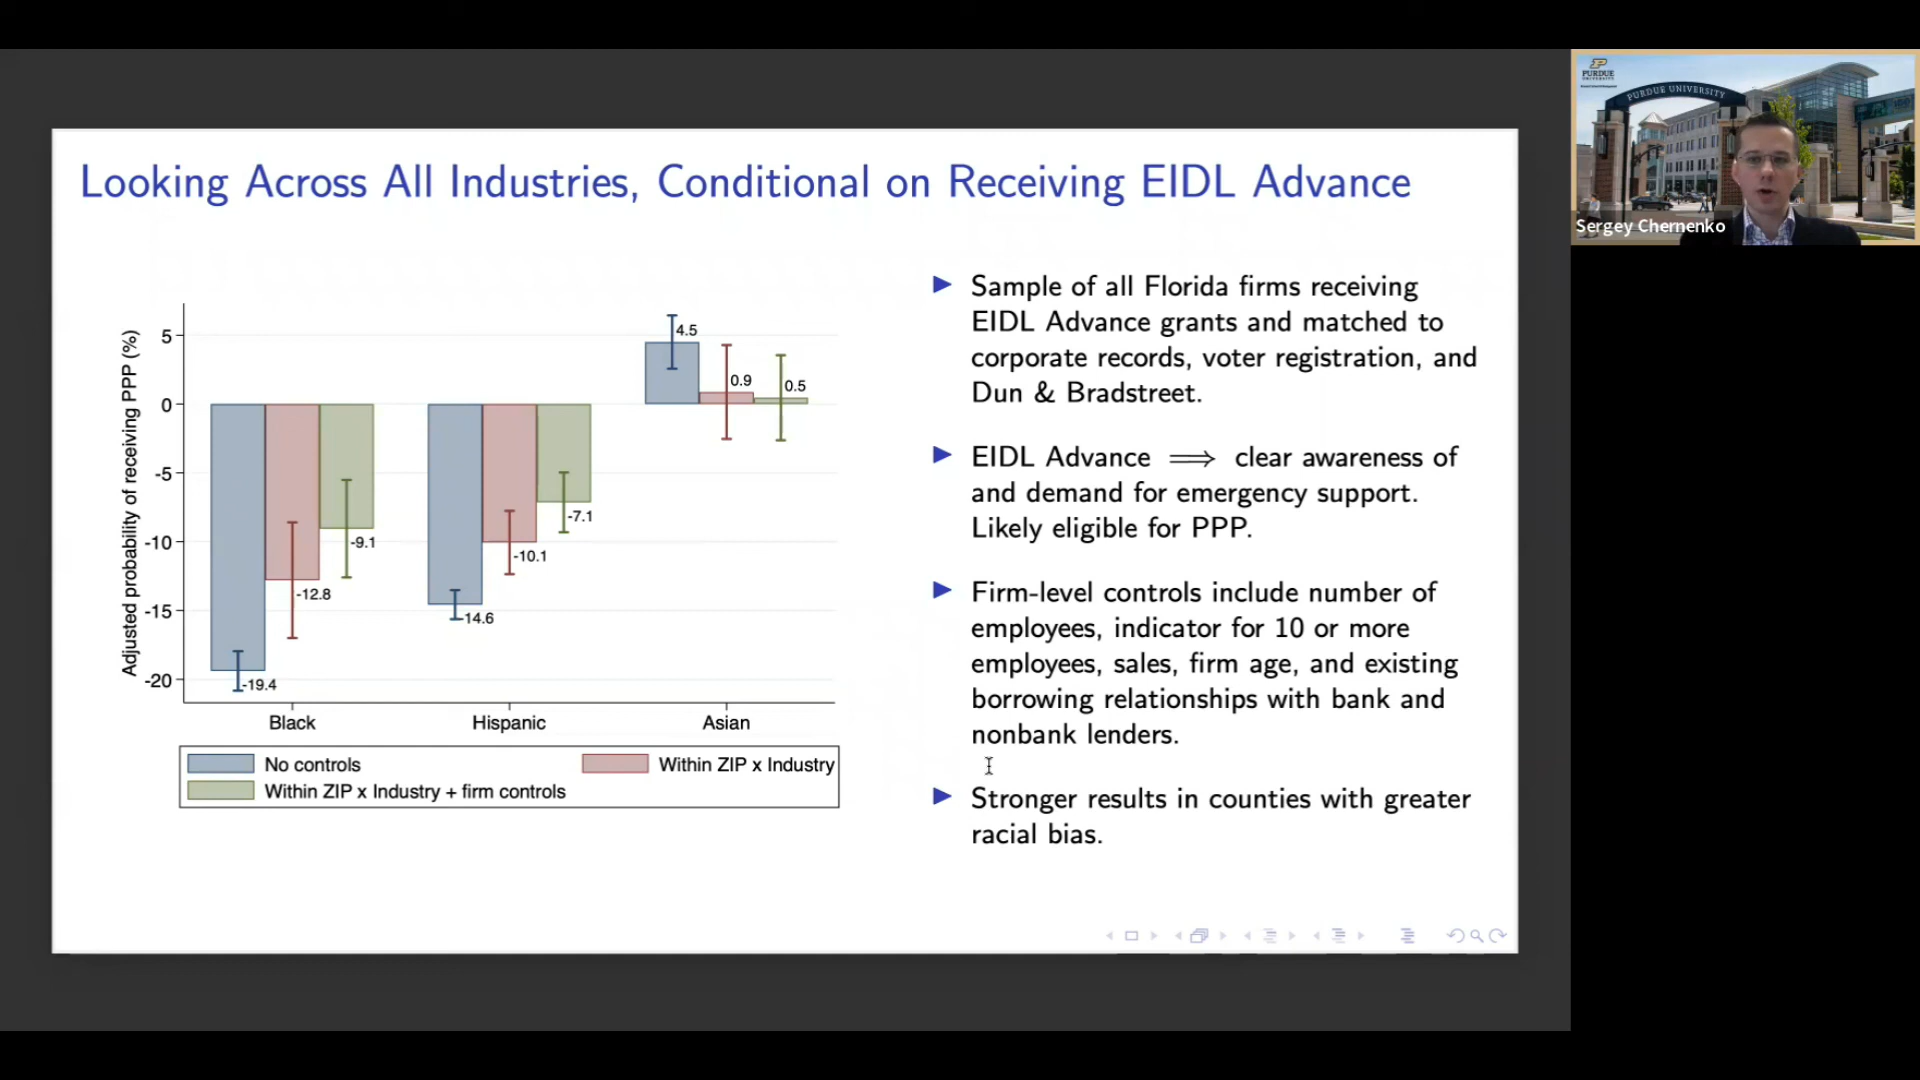 Looking Across All Industries, Conditional on Receiving EIDL Advance
Adjusted probability of receiving PPP (%)
5
0
-5
-10
-15
-20
-19.4
-12.8
-9.1
-14.6
-10.1
-7.1
4.5
0.9
0.5
Black
Hispanic
Asian
No controls
Within ZIP x Industry
Within ZIP x Industry + firm controls
Sample of all Florida firms receiving
EIDL Advance grants and matched to
corporate records, voter registration, and
Dun & Bradstreet.
EIDL Advance ⟹ clear awareness of
and demand for emergency support.
Likely eligible for PPP.
Firm-level controls include number of
employees, indicator for 10 or more
employees, sales, firm age, and existing
borrowing relationships with bank and
nonbank lenders.
Stronger results in counties with greater
racial bias.
P
PURDUE
PURDUE UNIVERSITY
Sergey Chernenko